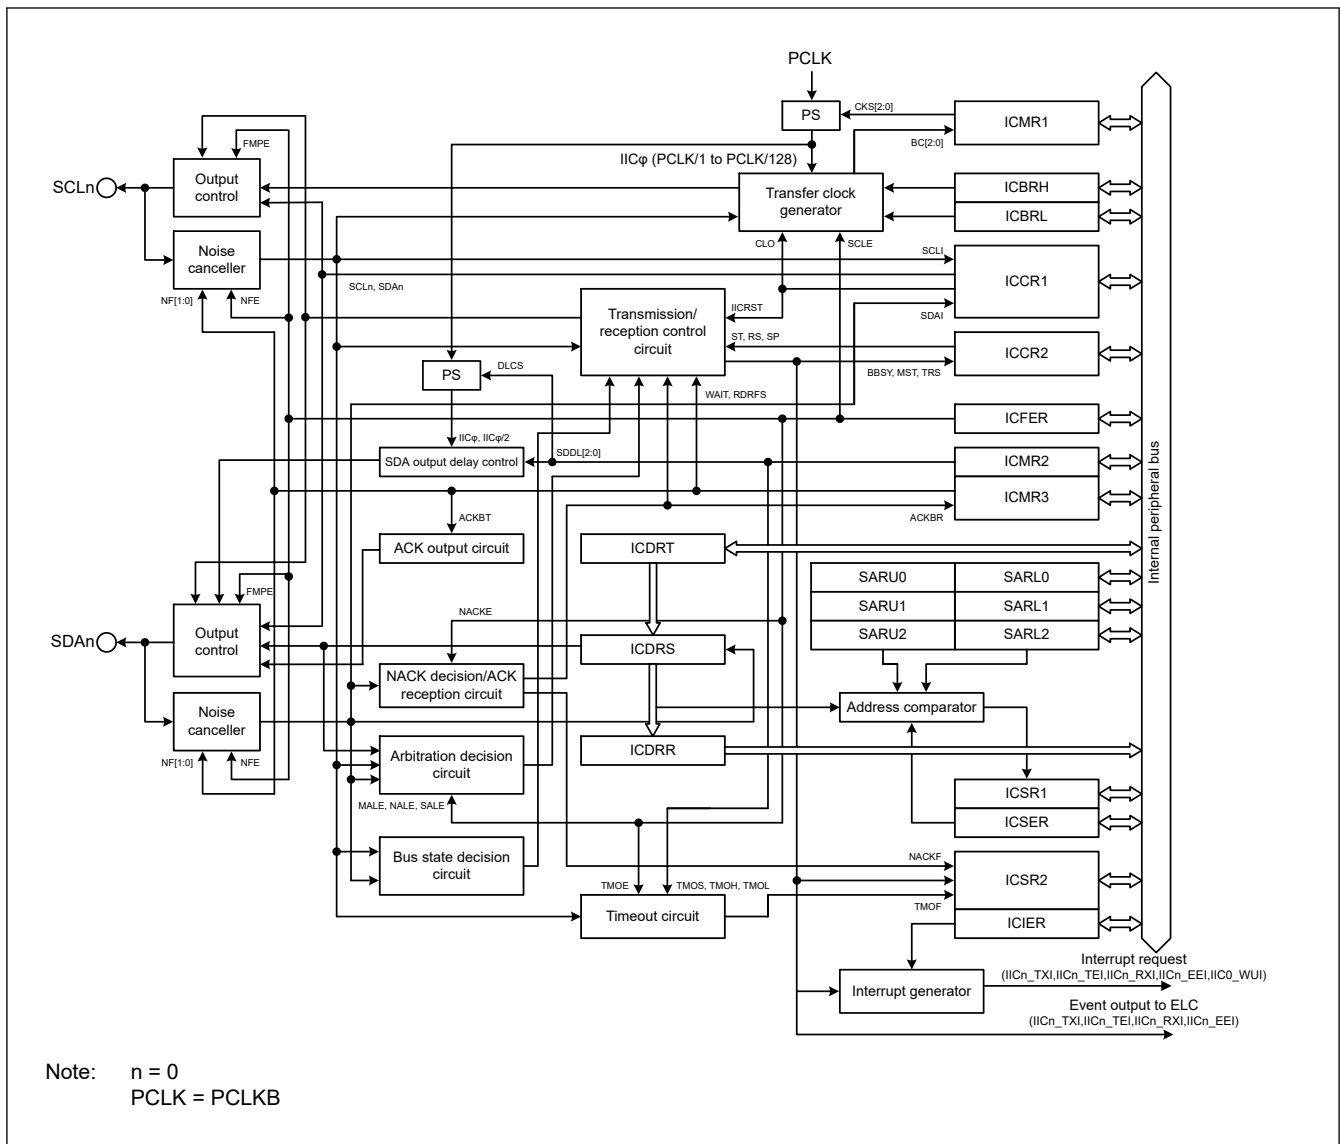 PCLK
PS
CKS[2:0]
ICMR1
BC[2:0]
FMPE
IICφ (PCLK/1 to PCLK/128)
SCLn
Output
control
Transfer clock
generator
ICBRH
ICBRL
Noise
canceller
CLO
SCLE
SCLI
ICCR1
NF[1:0]
NFE
SCLn, SDAn
IICRST
SDAI
Transmission/
reception control
circuit
ST, RS, SP
ICCR2
BBSY, MST, TRS
PS
DLCS
WAIT, RDRFS
ICFER
IICφ, IICφ/2
SDA output delay control
SDDL[2:0]
ICMR2
ICMR3
ACKBT
ACKBR
ACK output circuit
ICDRT
Internal peripheral bus
SARU0
SARL0
FMPE
NACKE
SARU1
SARL1
SDAn
Output
control
ICDRS
SARU2
SARL2
NACK decision/ACK
reception circuit
Noise
canceller
Address comparator
ICDRR
NF[1:0]
NFE
Arbitration decision
circuit
MALE, NALE, SALE
ICSR1
ICSER
Bus state decision
circuit
NACKF
ICSR2
TMOE
TMOS, TMOH, TMOL
TMOF
Timeout circuit
ICIER
Interrupt request
(IICn_TXI,IICn_TEI,IICn_RXI,IICn_EEI,IIC0_WUI)
Interrupt generator
Event output to ELC
(IICn_TXI,IICn_TEI,IICn_RXI,IICn_EEI)
Note: n = 0
PCLK = PCLKB